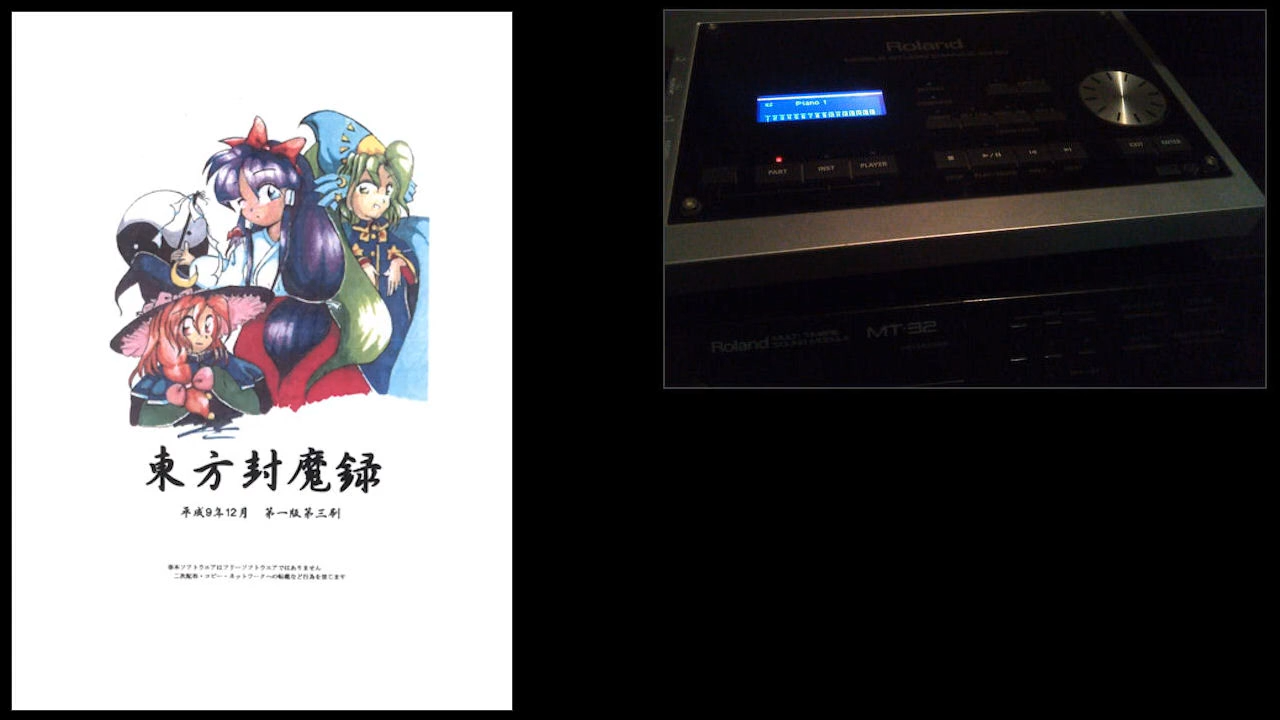 東方封魔録
平成9年12月 第一版第三刷
※本ソフトウエアはフリーソフトウエアではありません
二次配布・コピー・ネットワークへの転載など行為を禁じます
Roland
Piano 1
PART
INST
PLAYER
EXIT
ENTER
Roland
MULTI TIMBRE
SOUND MODULE
MT-32